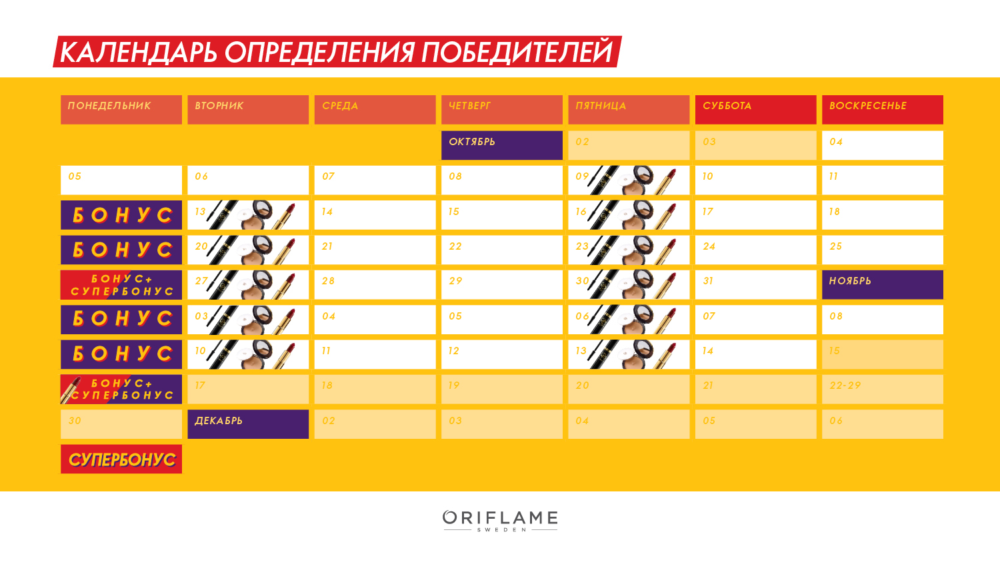 КАЛЕНДАРЬ ОПРЕДЕЛЕНИЯ ПОБЕДИТЕЛЕЙ
ПОНЕДЕЛЬНИК ВТОРНИК СРЕДА ЧЕТВЕРГ ПЯТНИЦА СУББОТА ВОСКРЕСЕНЬЕ
ОКТЯБРЬ 02 03 04
05 06 07 08 09 10 11
БОНУС 13 14 15 16 17 18
БОНУС 20 21 22 23 24 25
БОНУС+
СУПЕРБОНУС 27 28 29 30 31 НОЯБРЬ
БОНУС 03 04 05 06 07 08
БОНУС 10 11 12 13 14 15
БОНУС+
СУПЕРБОНУС 17 18 19 20 21 22-29
30 ДЕКАБРЬ 02 03 04 05 06
СУПЕРБОНУС
ORIFLAME
SWEDEN